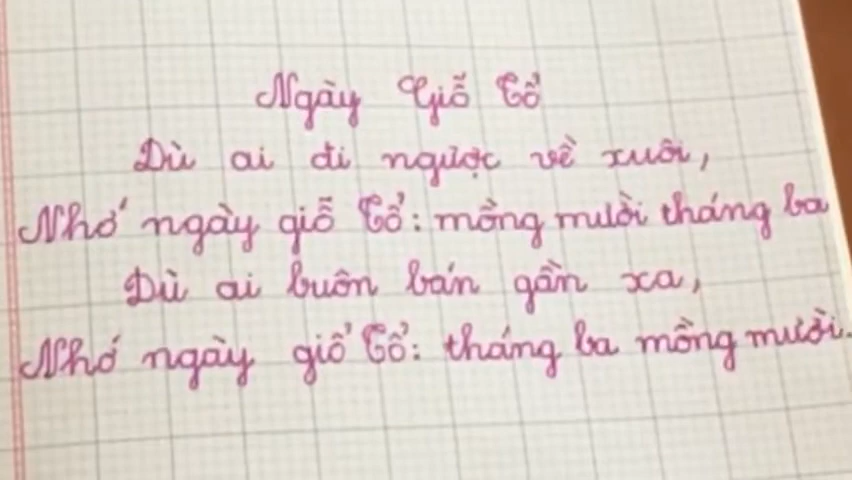 Ngày Giỗ Tổ
Dù ai đi ngược về xuôi,
Nhớ ngày giỗ Tổ: mồng mười tháng ba
Dù ai buôn bán gần xa,
Nhớ ngày giổ Tổ: tháng ba mồng mười.